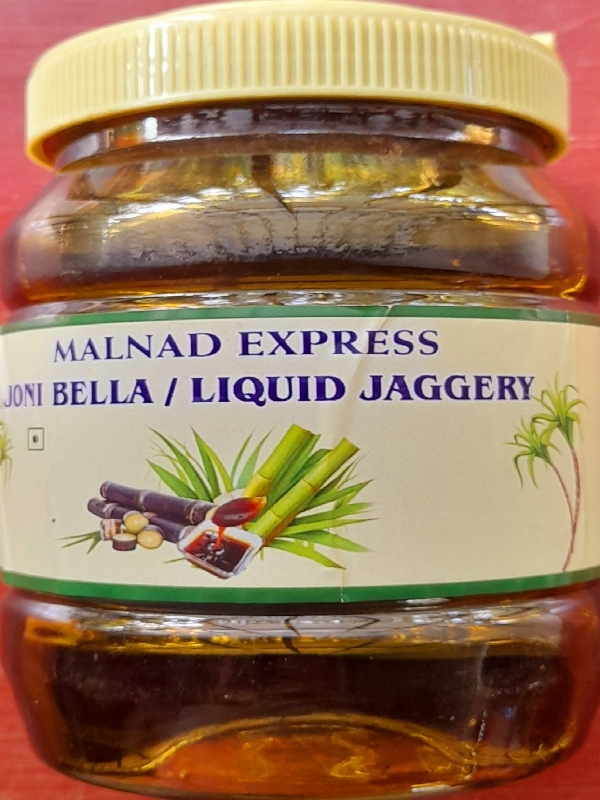 MALNAD EXPRESS
JONI BELLA / LIQUID JAGGERY